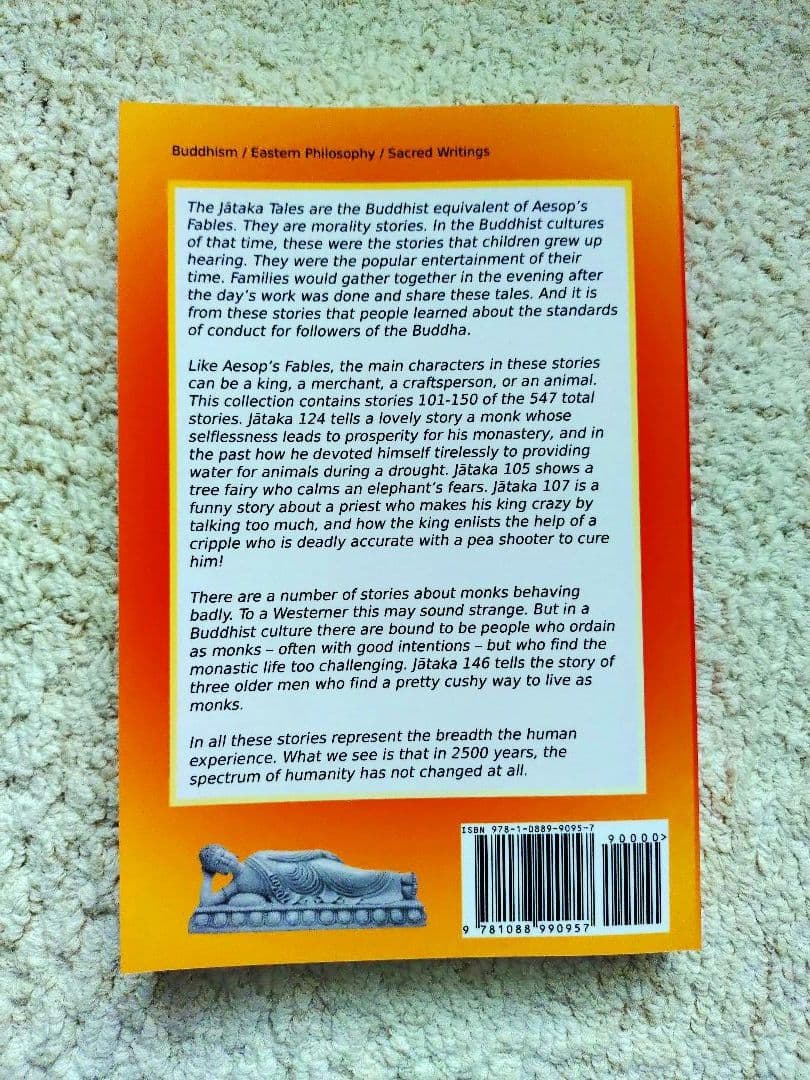 Buddhism / Eastern Philosophy / Sacred Writings
The Jātaka Tales are the Buddhist equivalent of Aesop's
Fables. They are morality stories. In the Buddhist cultures
of that time, these were the stories that children grew up
hearing. They were the popular entertainment of their
time. Families would gather together in the evening after
the day's work was done and share these tales. And it is
from these stories that people learned about the standards
of conduct for followers of the Buddha.
Like Aesop's Fables, the main characters in these stories
can be a king, a merchant, a craftsperson, or an animal.
This collection contains stories 101-150 of the 547 total
stories. Jātaka 124 tells a lovely story a monk whose
selflessness leads to prosperity for his monastery, and in
the past how he devoted himself tirelessly to providing
water for animals during a drought. Jātaka 105 shows a
tree fairy who calms an elephant's fears. Jātaka 107 is a
funny story about a priest who makes his king crazy by
talking too much, and how the king enlists the help of a
cripple who is deadly accurate with a pea shooter to cure
him!
There are a number of stories about monks behaving
badly. To a Westerner this may sound strange. But in a
Buddhist culture there are bound to be people who ordain
as monks – often with good intentions – but who find the
monastic life too challenging. Jātaka 146 tells the story of
three older men who find a pretty cushy way to live as
monks.
In all these stories represent the breadth the human
experience. What we see is that in 2500 years, the
spectrum of humanity has not changed at all.
ISBN 978-1-0889-9095-7
90000>
9 781088 990957